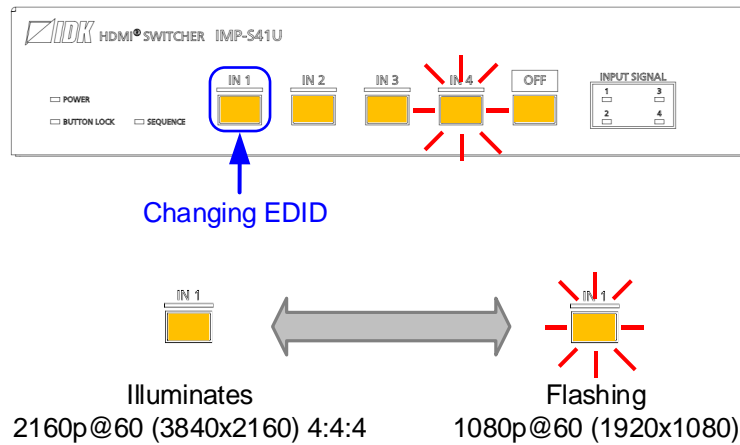 IDK HDMI® SWITCHER IMP-S41U
IN 1 IN 2 IN 3 IN 4 OFF INPUT SIGNAL
1 3
POWER
2 4
BUTTON LOCK SEQUENCE
Changing EDID
IN 1 IN 1
Illuminates Flashing
2160p@60 (3840x2160) 4:4:4 1080p@60 (1920x1080)